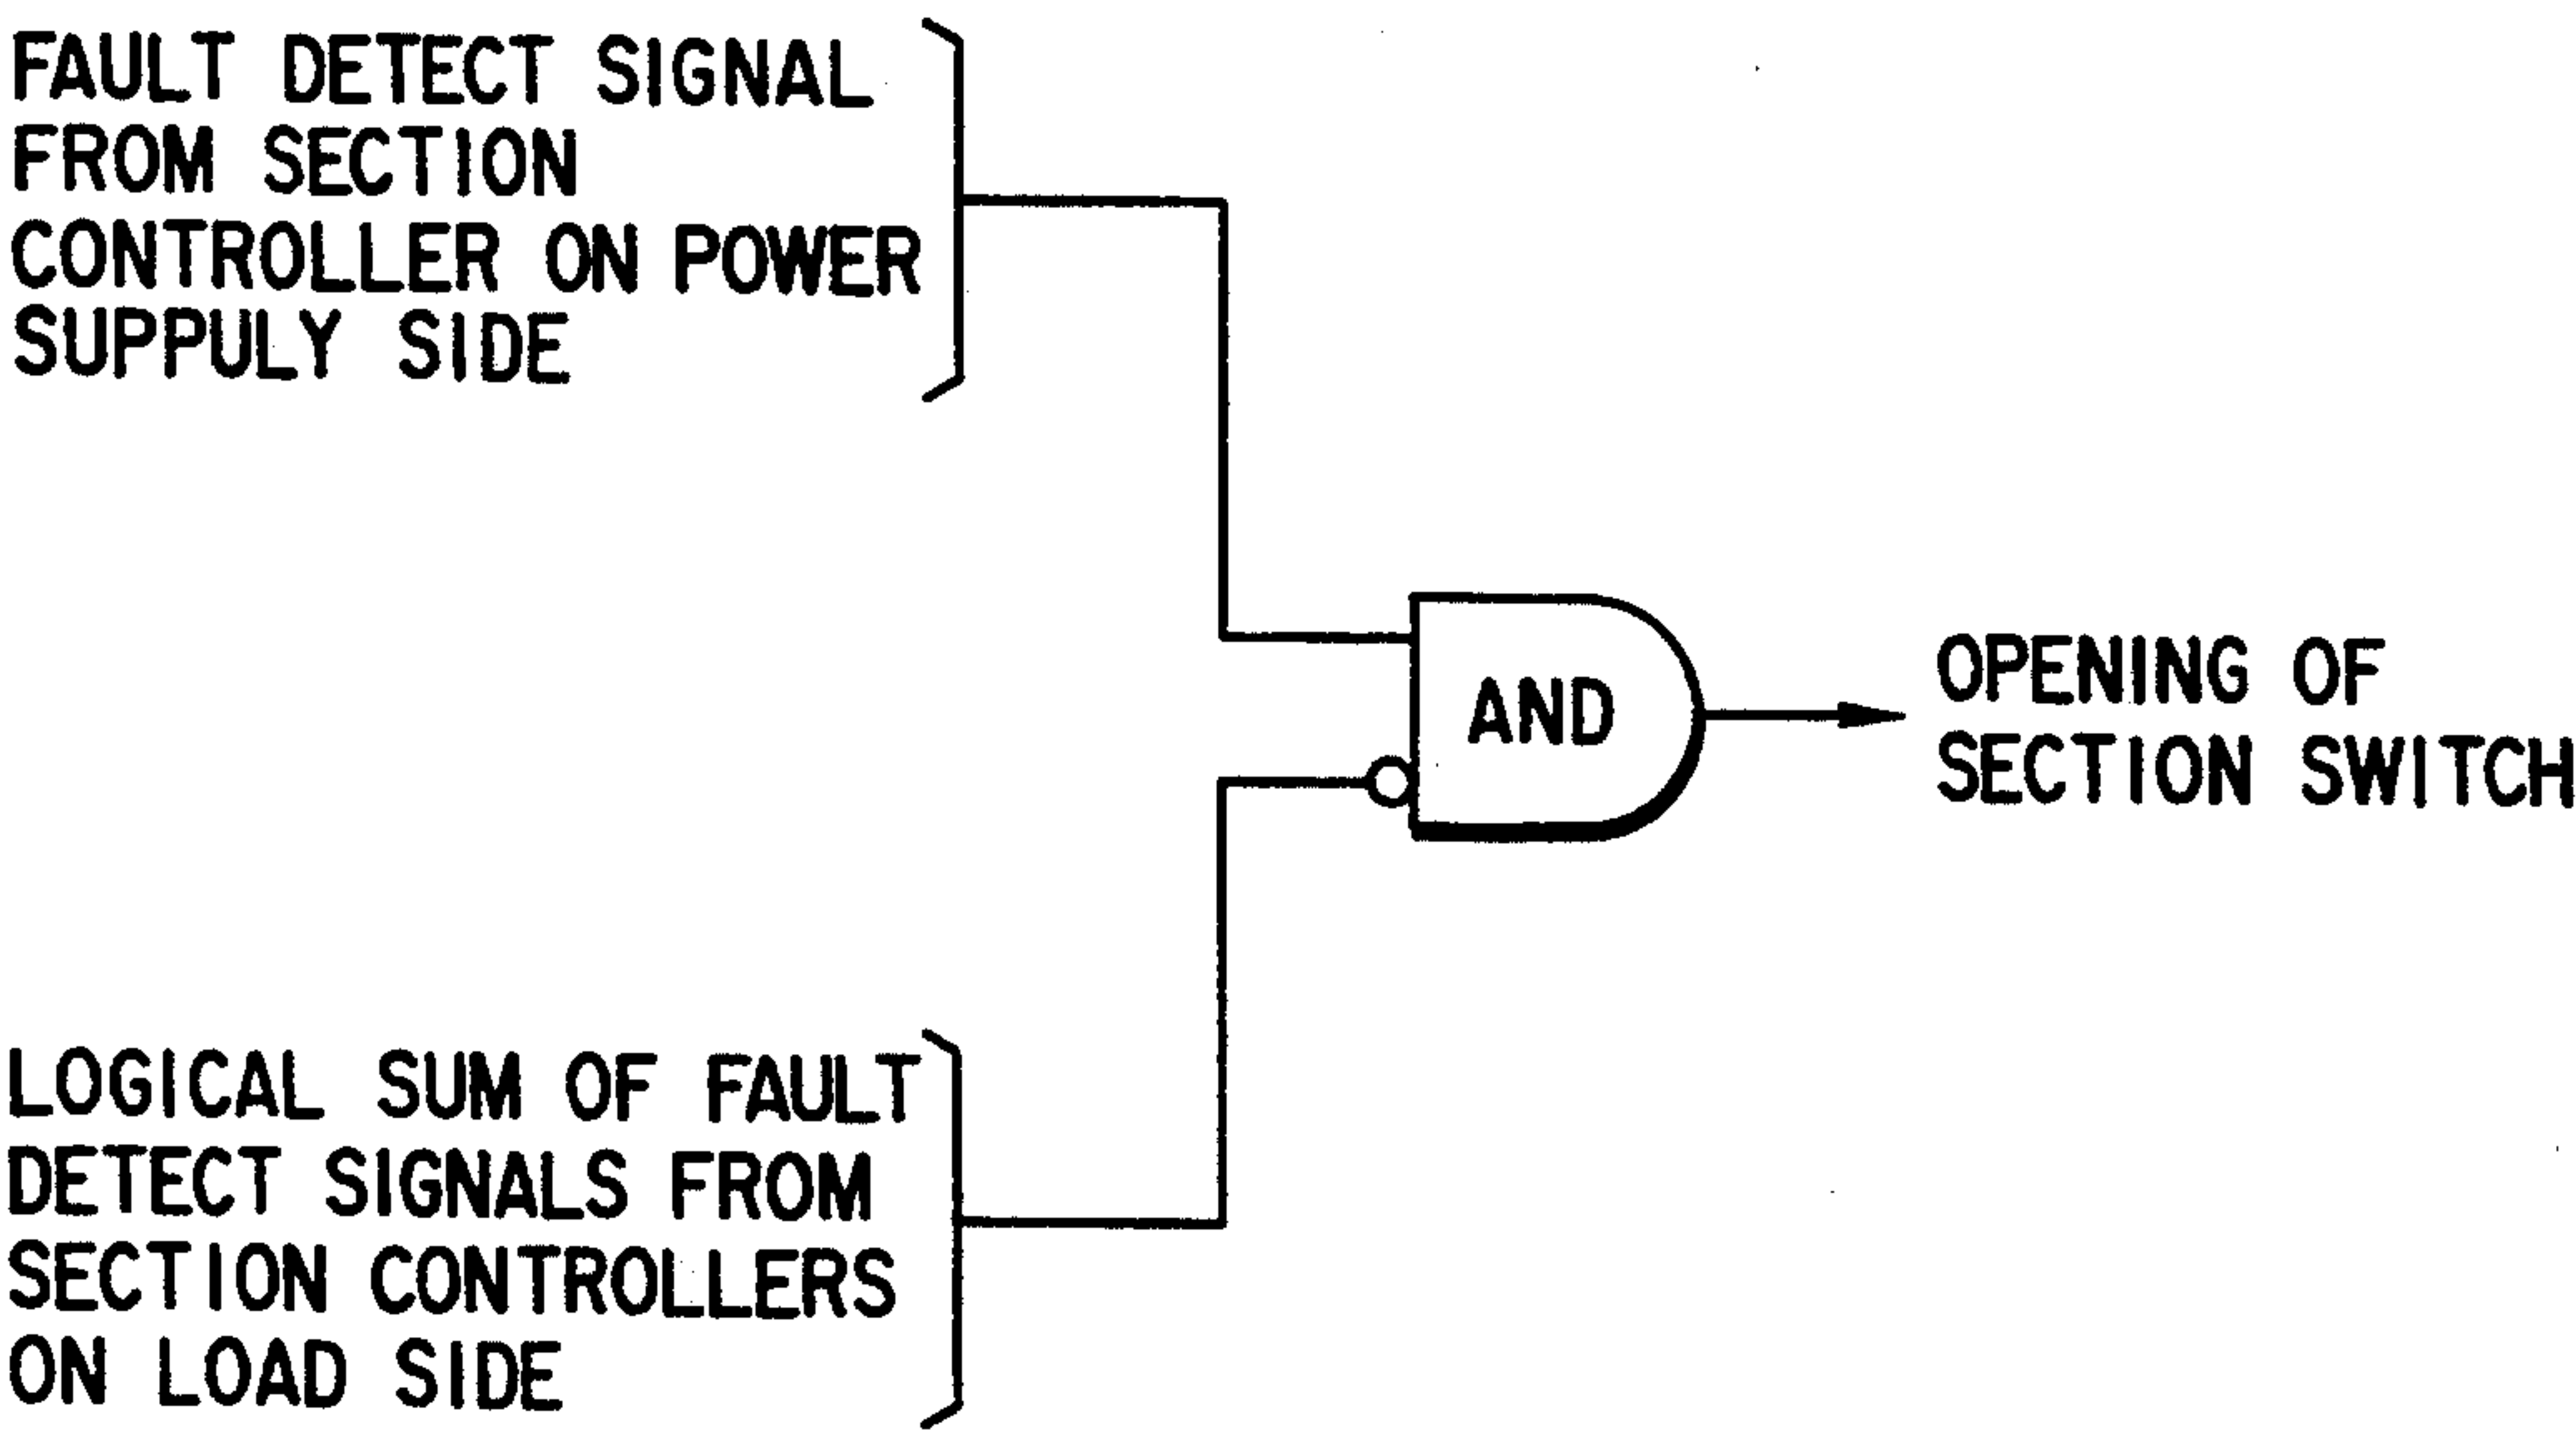 FAULT DETECT SIGNAL
FROM SECTION
CONTROLLER ON POWER
SUPPULY SIDE
AND
OPENING OF
SECTION SWITCH
LOGICAL SUM OF FAULT
DETECT SIGNALS FROM
SECTION CONTROLLERS
ON LOAD SIDE